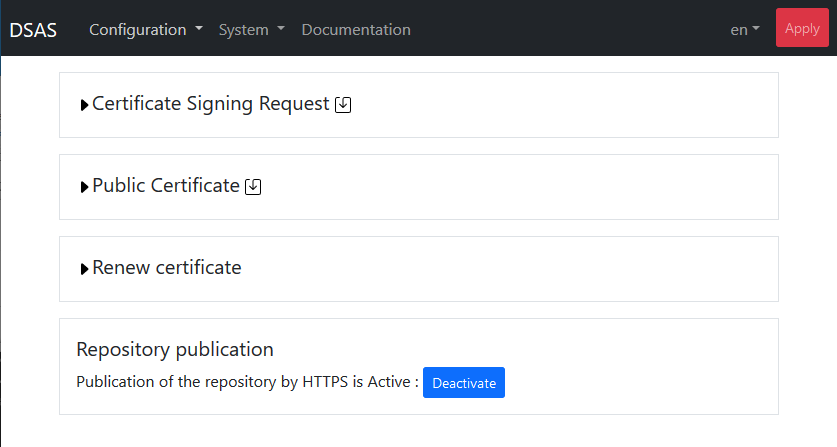 DSAS Configuration System Documentation en Apply
Certificate Signing Request
Public Certificate
Renew certificate
Repository publication
Publication of the repository by HTTPS is Active : Deactivate